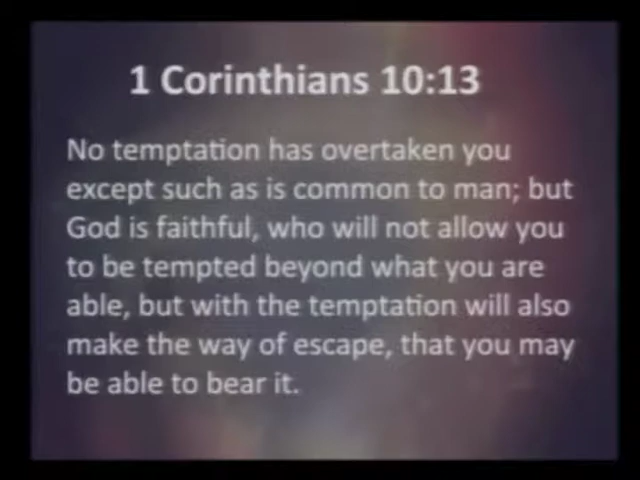 1 Corinthians 10:13
No temptation has overtaken you
except such as is common to man; but
God is faithful, who will not allow you
to be tempted beyond what you are
able, but with the temptation will also
make the way of escape, that you may
be able to bear it.